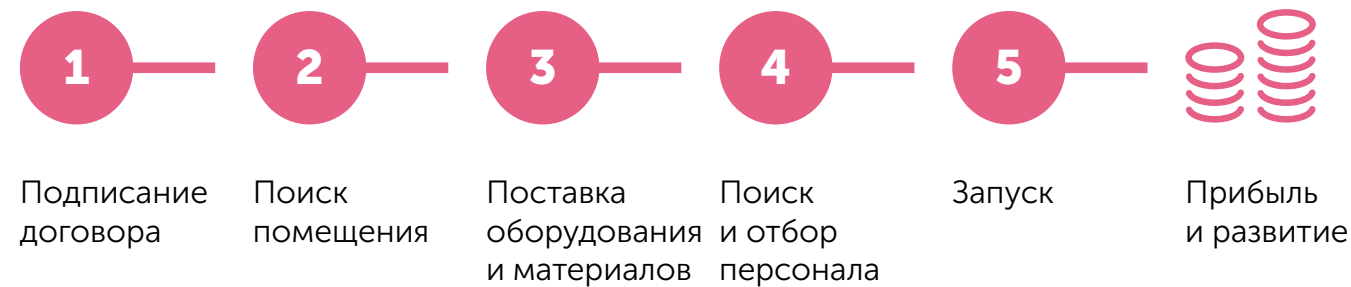 1
2
3
4
5
Подписание
договора
Поиск
помещения
Поставка
оборудования
и материалов
Поиск
и отбор
персонала
Запуск
Прибыль
и развитие